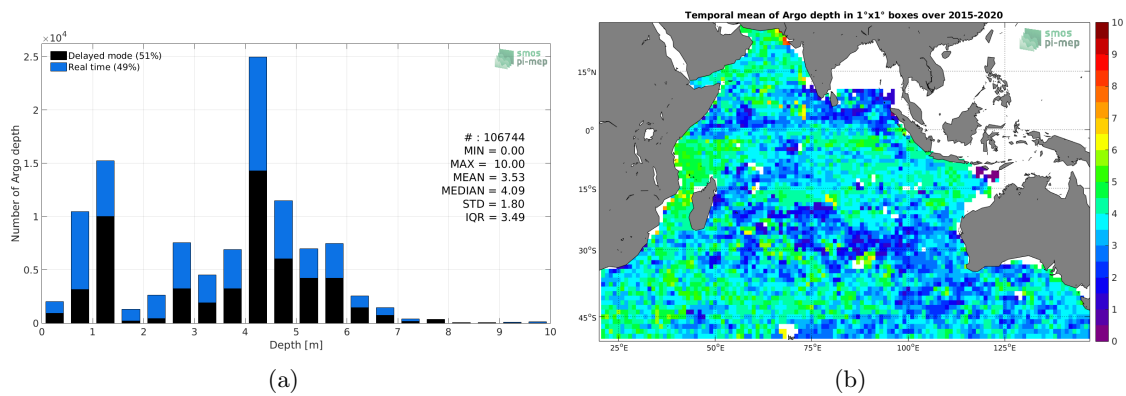 ×10⁴
Delayed mode (51%)
Real time (49%)
smos
pi-mep
Number of Argo depth
2.5
2
1.5
1
0.5
0
# : 106744
MIN = 0.00
MAX = 10.00
MEAN = 3.53
MEDIAN = 4.09
STD = 1.80
IQR = 3.49
0 1 2 3 4 5 6 7 8 9 10
Depth [m]
(a)
Temporal mean of Argo depth in 1°x1° boxes over 2015-2020
smos
pi-mep
15°N
0°
15°S
30°S
45°S
25°E 50°E 75°E 100°E 125°E
10
9
8
7
6
5
4
3
2
1
0
(b)